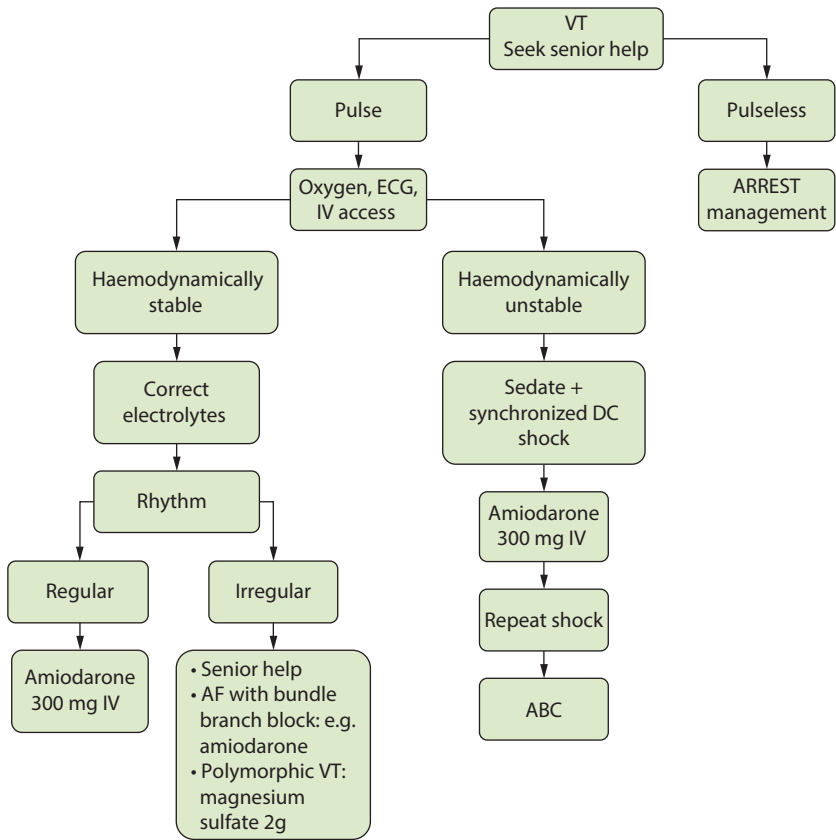 VT
Seek senior help
Pulse
Pulseless
Oxygen, ECG,
IV access
ARREST
management
Haemodynamically
stable
Haemodynamically
unstable
Correct
electrolytes
Sedate +
synchronized DC
shock
Rhythm
Amiodarone
300 mg IV
Regular
Irregular
Repeat shock
Amiodarone
300 mg IV
• Senior help
• AF with bundle
branch block: e.g.
amiodarone
• Polymorphic VT:
magnesium
sulfate 2g
ABC